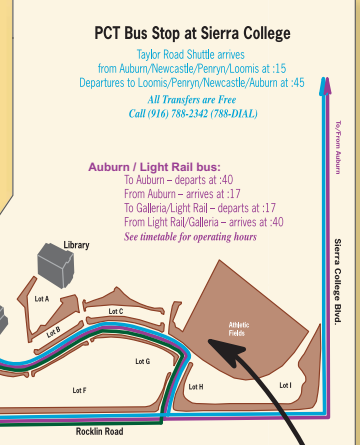 PCT Bus Stop at Sierra College
Taylor Road Shuttle arrives
from Auburn/Newcastle/Penryn/Loomis at :15
Departures to Loomis/Penryn/Newcastle/Auburn at :45
All Transfers are Free
Call (916) 788-2342 (788-DIAL)
To/From Auburn
Auburn / Light Rail bus:
To Auburn – departs at :40
From Auburn – arrives at :17
To Galleria/Light Rail – departs at :17
From Light Rail/Galleria – arrives at :40
See timetable for operating hours
Sierra College Blvd.
Library
Lot A
Lot C
Lot B
Athletic
Fields
Lot G
Lot F
Lot H
Lot I
Rocklin Road